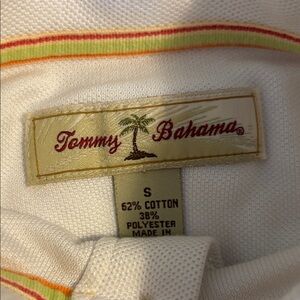 Tommy Bahama®
S
62% COTTON
38%
POLYESTER
MADE IN